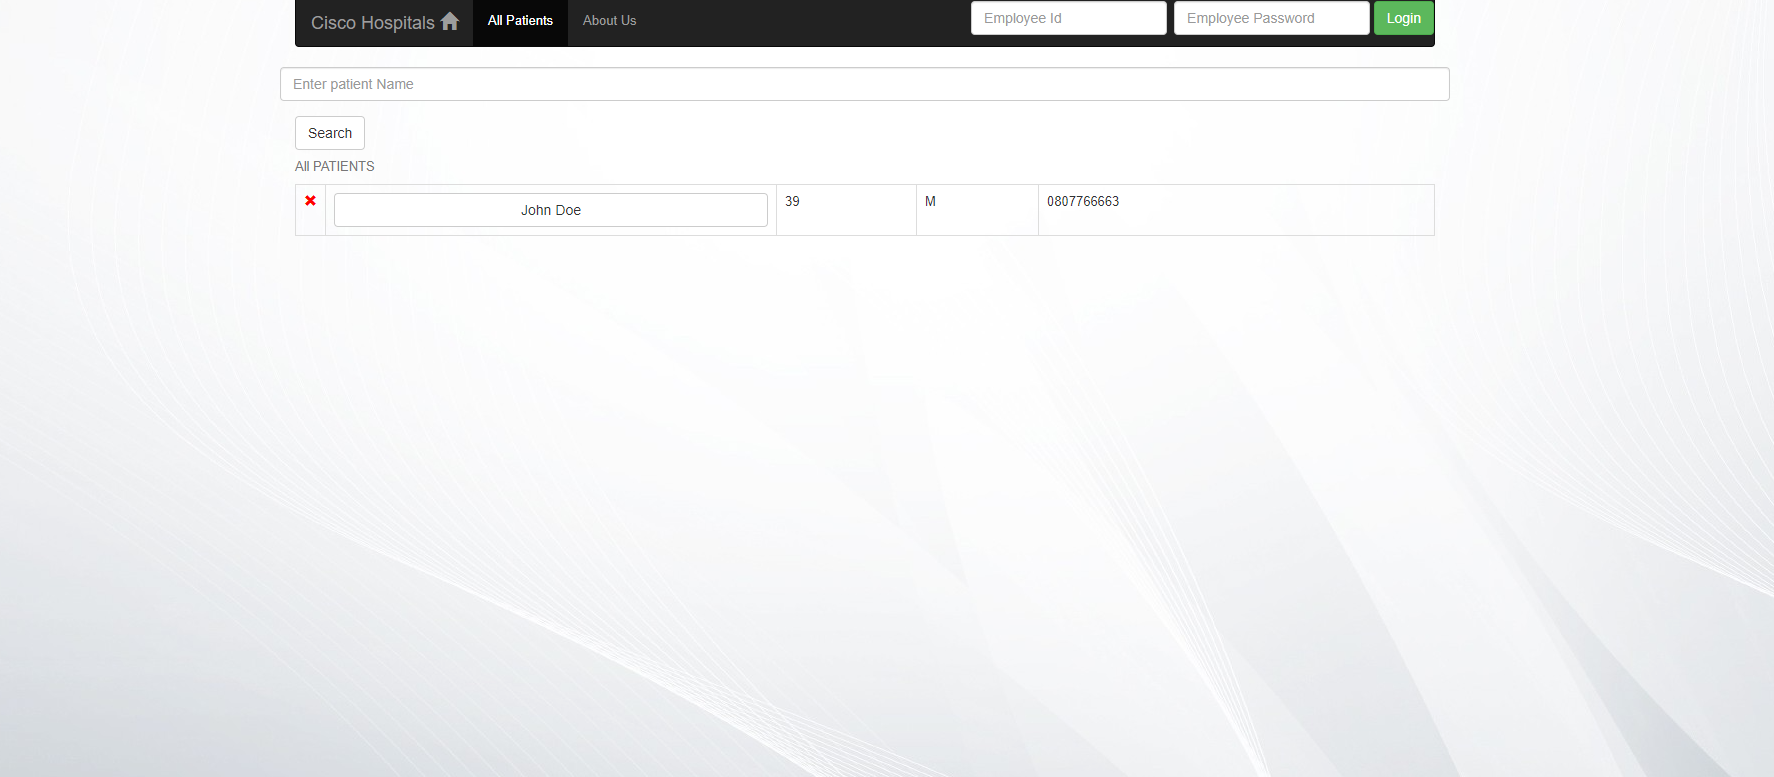 Cisco Hospitals All Patients About Us Employee Id Employee Password Login
Enter patient Name
Search
All PATIENTS
John Doe 39 M 0807766663